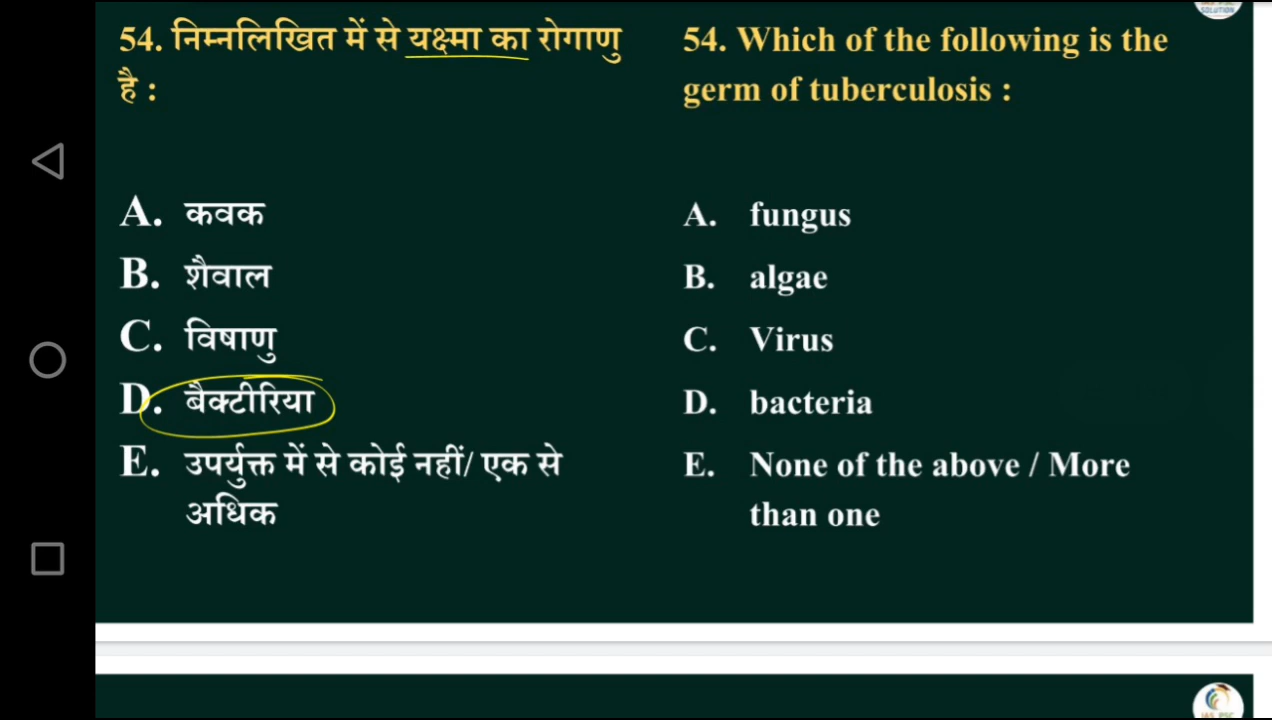 54. निम्नलिखित में से यक्ष्मा का रोगाणु
है :
A. कवक
B. शैवाल
C. विषाणु
D. बैक्टीरिया
E. उपर्युक्त में से कोई नहीं/ एक से
अधिक
54. Which of the following is the
germ of tuberculosis :
A. fungus
B. algae
C. Virus
D. bacteria
E. None of the above / More
than one
SOLUTION